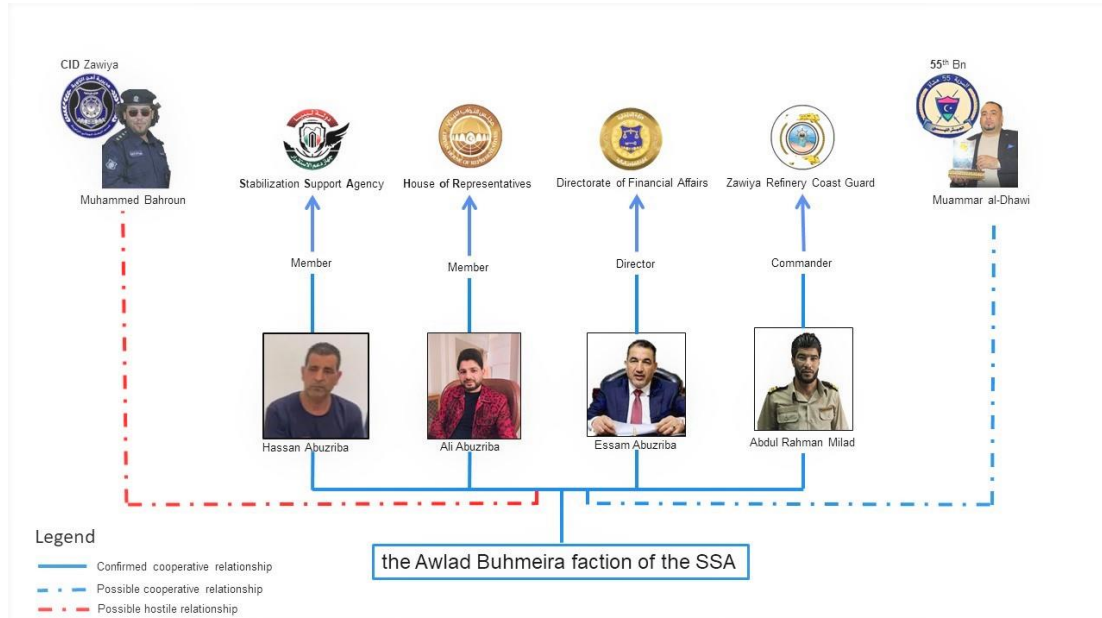 CID Zawiya
55th Bn
Muhammed Bahroun
Stabilization Support Agency
House of Representatives
Directorate of Financial Affairs
Zawiya Refinery Coast Guard
Muammar al-Dhawi
Member
Member
Director
Commander
Hassan Abuzriba
Ali Abuzriba
Essam Abuzriba
Abdul Rahman Milad
the Awlad Buhmeira faction of the SSA
Legend
Confirmed cooperative relationship
Possible cooperative relationship
Possible hostile relationship